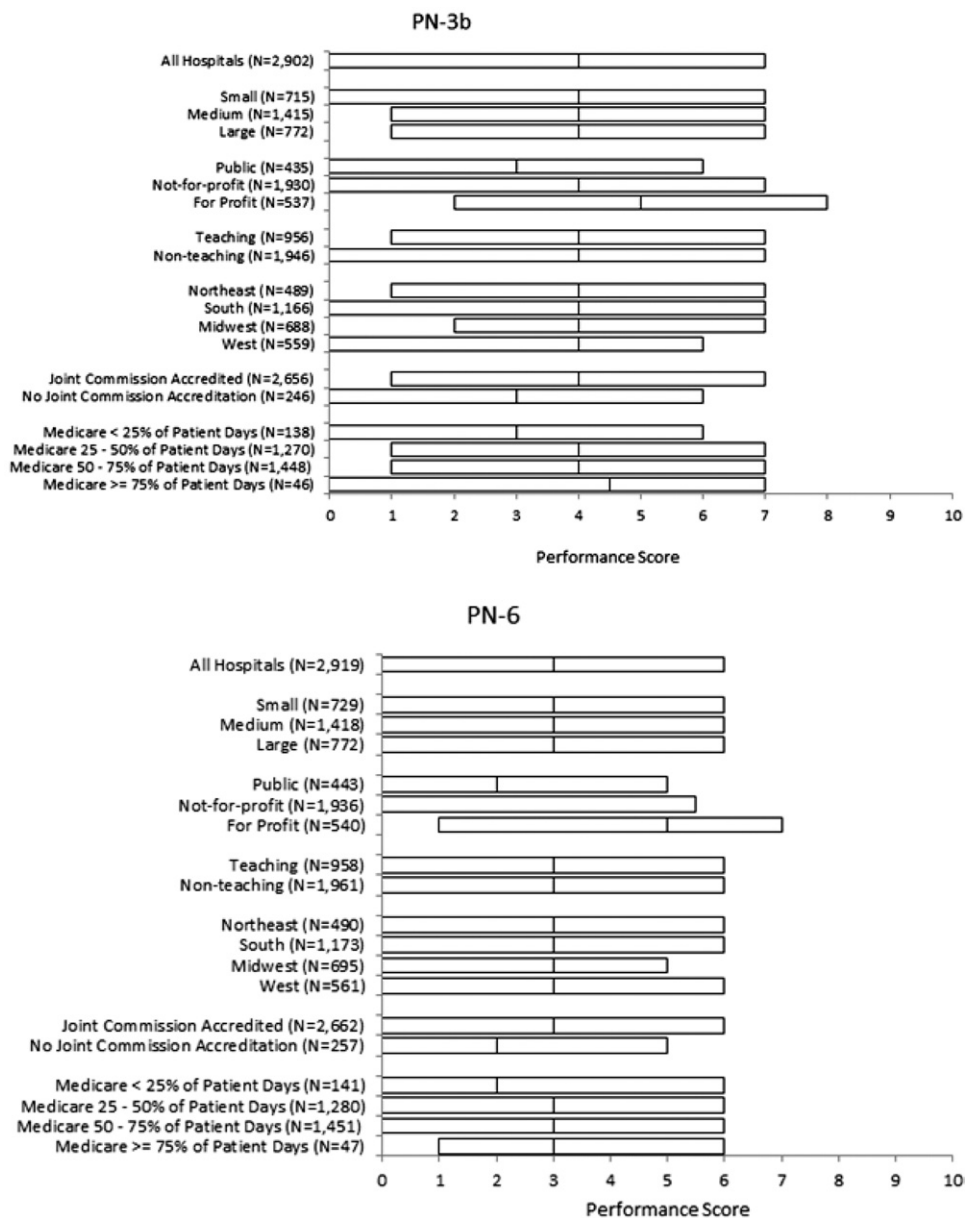 PN-3b
All Hospitals (N=2,902)
Small (N=715)
Medium (N=1,415)
Large (N=772)
Public (N=435)
Not-for-profit (N=1,930)
For Profit (N=537)
Teaching (N=956)
Non-teaching (N=1,946)
Northeast (N=489)
South (N=1,166)
Midwest (N=688)
West (N=559)
Joint Commission Accredited (N=2,656)
No Joint Commission Accreditation (N=246)
Medicare < 25% of Patient Days (N=138)
Medicare 25 - 50% of Patient Days (N=1,270)
Medicare 50 - 75% of Patient Days (N=1,448)
Medicare >= 75% of Patient Days (N=46)
0 1 2 3 4 5 6 7 8 9 10
Performance Score
PN-6
All Hospitals (N=2,919)
Small (N=729)
Medium (N=1,418)
Large (N=772)
Public (N=443)
Not-for-profit (N=1,936)
For Profit (N=540)
Teaching (N=958)
Non-teaching (N=1,961)
Northeast (N=490)
South (N=1,173)
Midwest (N=695)
West (N=561)
Joint Commission Accredited (N=2,662)
No Joint Commission Accreditation (N=257)
Medicare < 25% of Patient Days (N=141)
Medicare 25 - 50% of Patient Days (N=1,280)
Medicare 50 - 75% of Patient Days (N=1,451)
Medicare >= 75% of Patient Days (N=47)
0 1 2 3 4 5 6 7 8 9 10
Performance Score